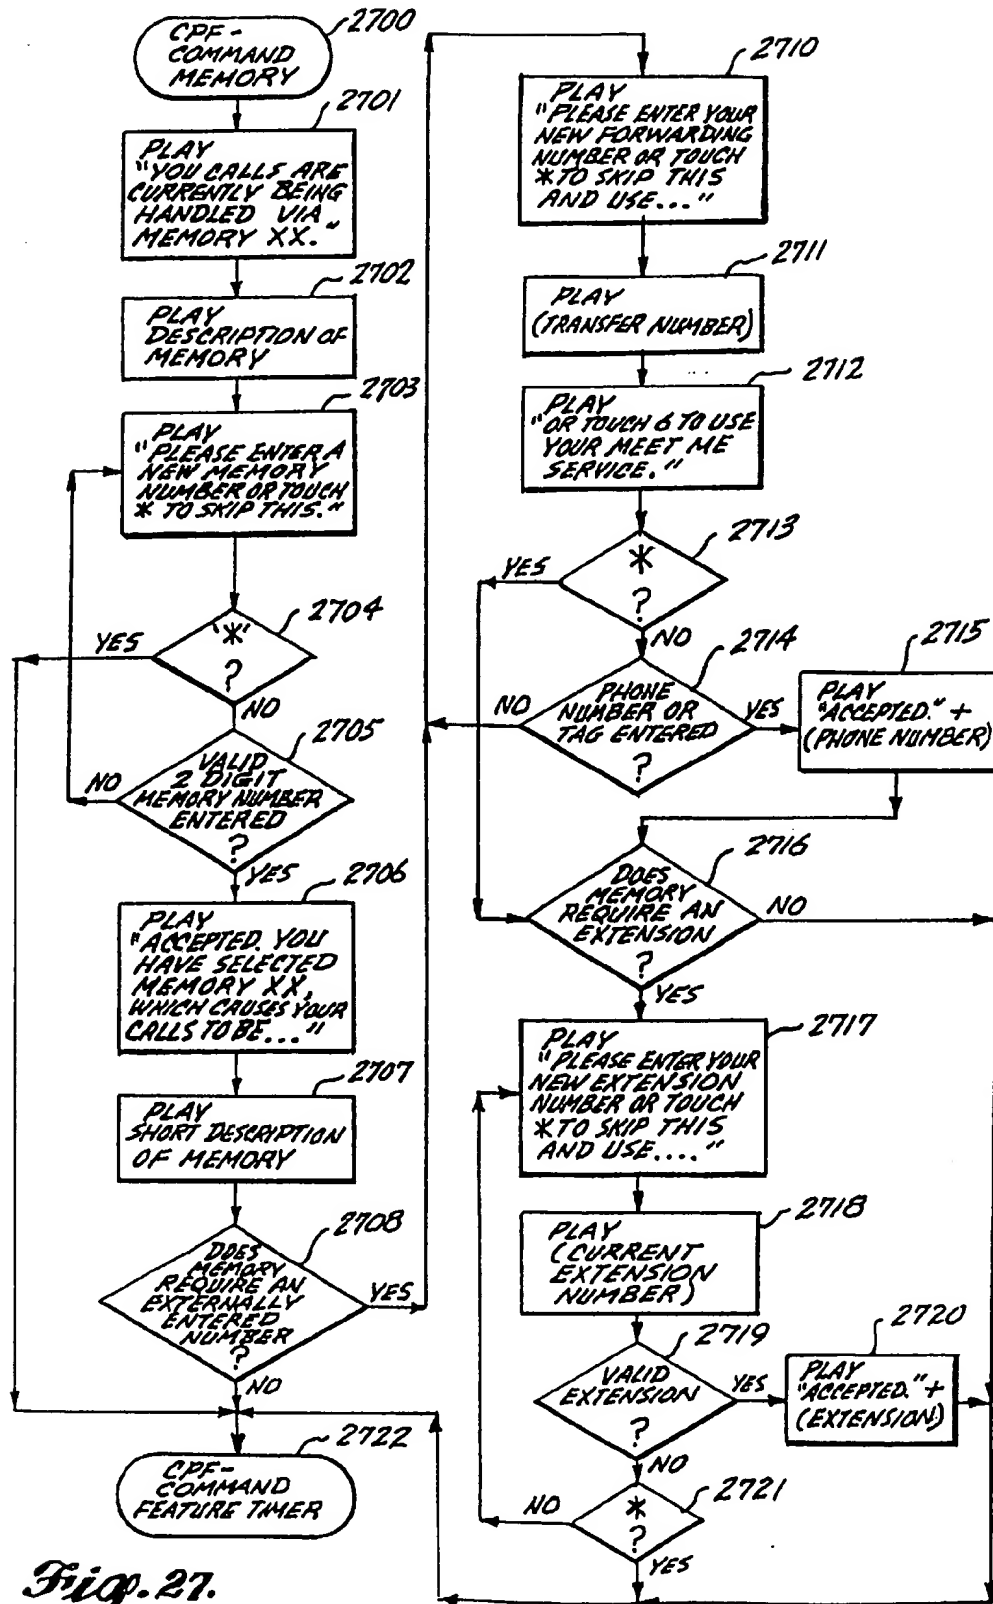 2700
CPF-
COMMAND
MEMORY
2701
PLAY
"YOU CALLS ARE
CURRENTLY BEING
HANDLED VIA
MEMORY XX."
2702
PLAY
DESCRIPTION OF
MEMORY
2703
PLAY
"PLEASE ENTER A
NEW MEMORY
NUMBER OR TOUCH
* TO SKIP THIS."
2704
'*'
?
YES
NO
2705
VALID
2 DIGIT
MEMORY NUMBER
ENTERED
?
NO
YES
2706
PLAY
"ACCEPTED. YOU
HAVE SELECTED
MEMORY XX,
WHICH CAUSES YOUR
CALLS TO BE..."
2707
PLAY
SHORT DESCRIPTION
OF MEMORY
2708
DOES
MEMORY
REQUIRE AN
EXTERNALLY
ENTERED
NUMBER
?
YES
NO
2722
CPF-
COMMAND
FEATURE TIMER
2710
PLAY
"PLEASE ENTER YOUR
NEW FORWARDING
NUMBER OR TOUCH
* TO SKIP THIS
AND USE..."
2711
PLAY
(TRANSFER NUMBER)
2712
PLAY
"OR TOUCH 6 TO USE
YOUR MEET ME
SERVICE."
2713
*
?
YES
NO
2714
PHONE
NUMBER OR
TAG ENTERED
?
NO
YES
2715
PLAY
"ACCEPTED." +
(PHONE NUMBER)
2716
DOES
MEMORY
REQUIRE AN
EXTENSION
?
NO
YES
2717
PLAY
"PLEASE ENTER YOUR
NEW EXTENSION
NUMBER OR TOUCH
* TO SKIP THIS
AND USE...."
2718
PLAY
(CURRENT
EXTENSION
NUMBER)
2719
VALID
EXTENSION
?
YES
NO
2720
PLAY
"ACCEPTED." +
(EXTENSION)
2721
*
?
NO
YES
Fig. 27.